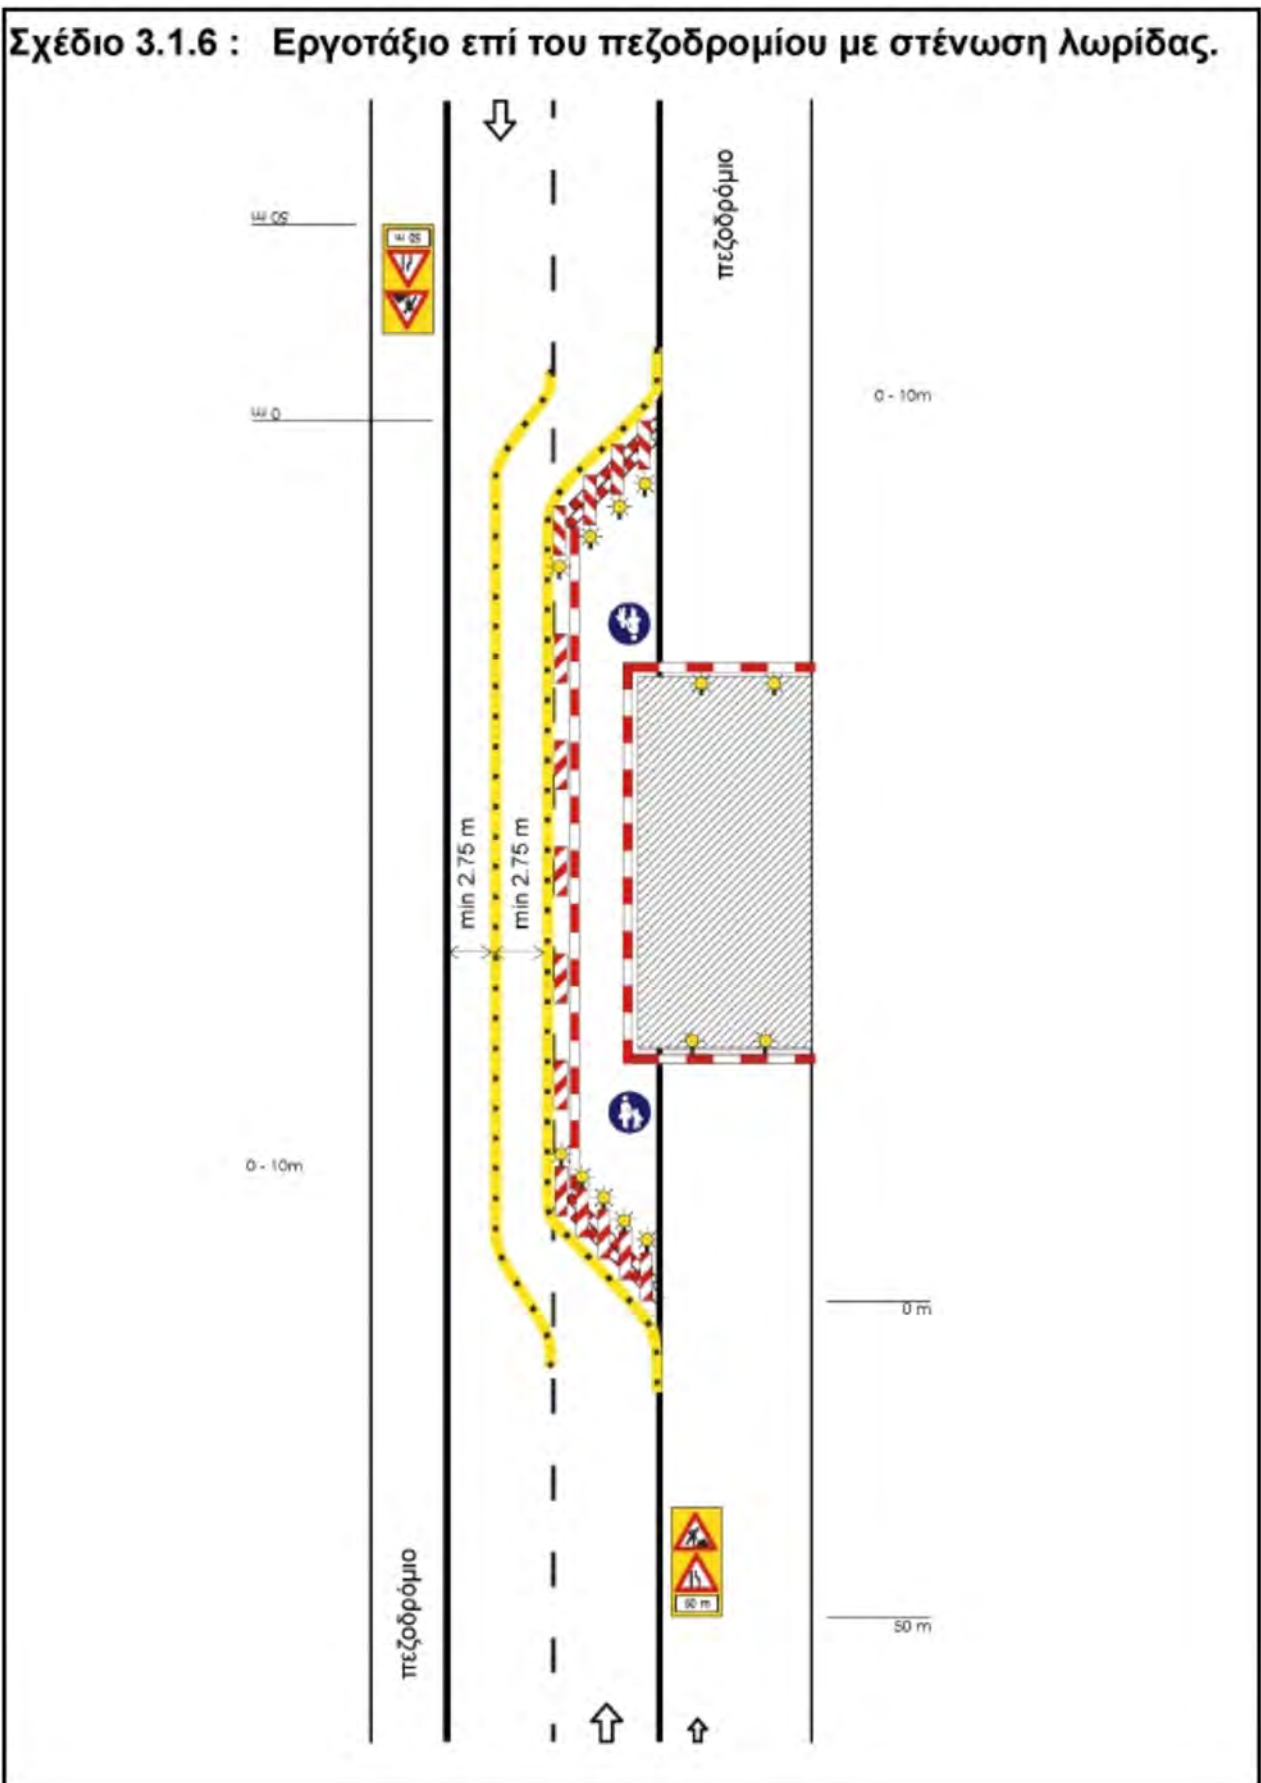 Σχέδιο 3.1.6 : Εργοτάξιο επί του πεζοδρομίου με στένωση λωρίδας.
πεζοδρόμιο
50 m
50 m
0 m
0 - 10m
min 2.75 m
min 2.75 m
0 - 10m
0 m
50 m
50 m
πεζοδρόμιο